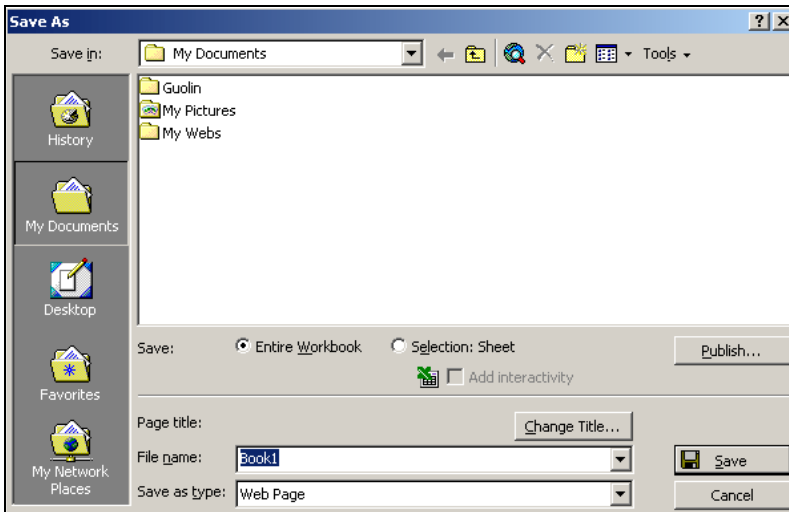 Save As
Save in:
My Documents
Tools
History
My Documents
Desktop
Favorites
My Network
Places
Guolin
My Pictures
My Webs
Save:
Entire Workbook
Selection: Sheet
Publish...
Add interactivity
Page title:
Change Title...
File name:
Book1
Save
Save as type:
Web Page
Cancel